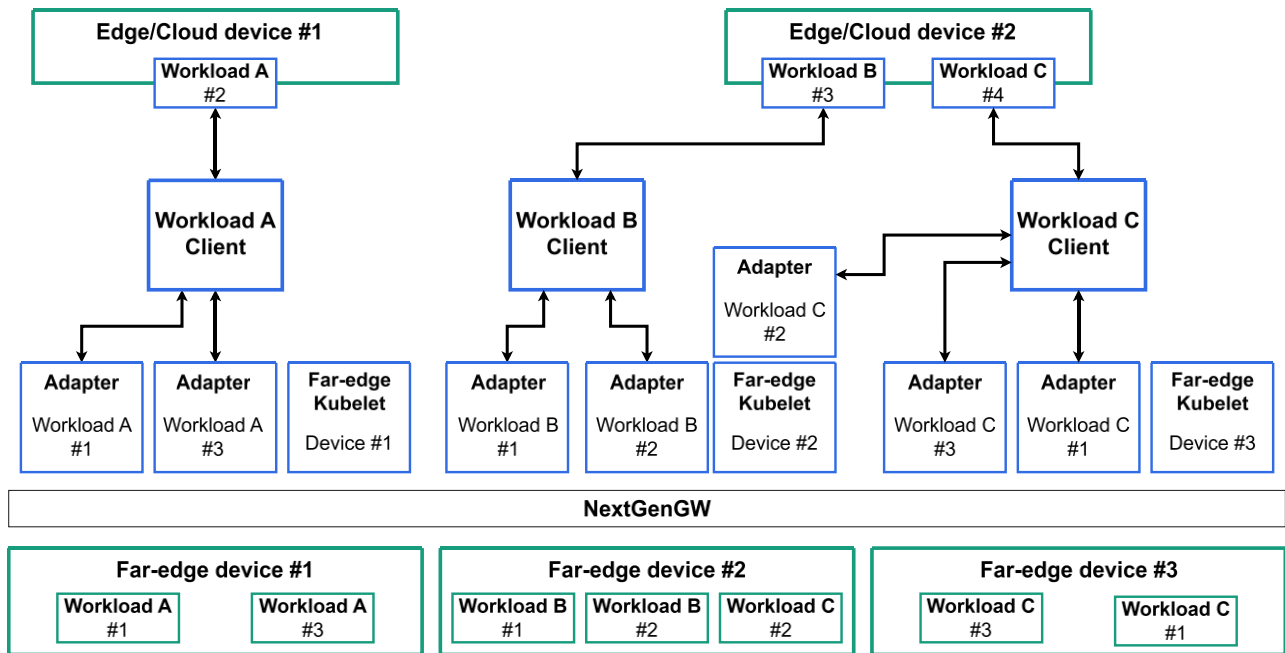 Edge/Cloud device #1
Workload A
#2
Edge/Cloud device #2
Workload B
#3
Workload C
#4
Workload A
Client
Workload B
Client
Workload C
Client
Adapter
Workload C
#2
Adapter
Workload A
#1
Adapter
Workload A
#3
Far-edge
Kubelet
Device #1
Adapter
Workload B
#1
Adapter
Workload B
#2
Far-edge
Kubelet
Device #2
Adapter
Workload C
#3
Adapter
Workload C
#1
Far-edge
Kubelet
Device #3
NextGenGW
Far-edge device #1
Workload A
#1
Workload A
#3
Far-edge device #2
Workload B
#1
Workload B
#2
Workload C
#2
Far-edge device #3
Workload C
#3
Workload C
#1